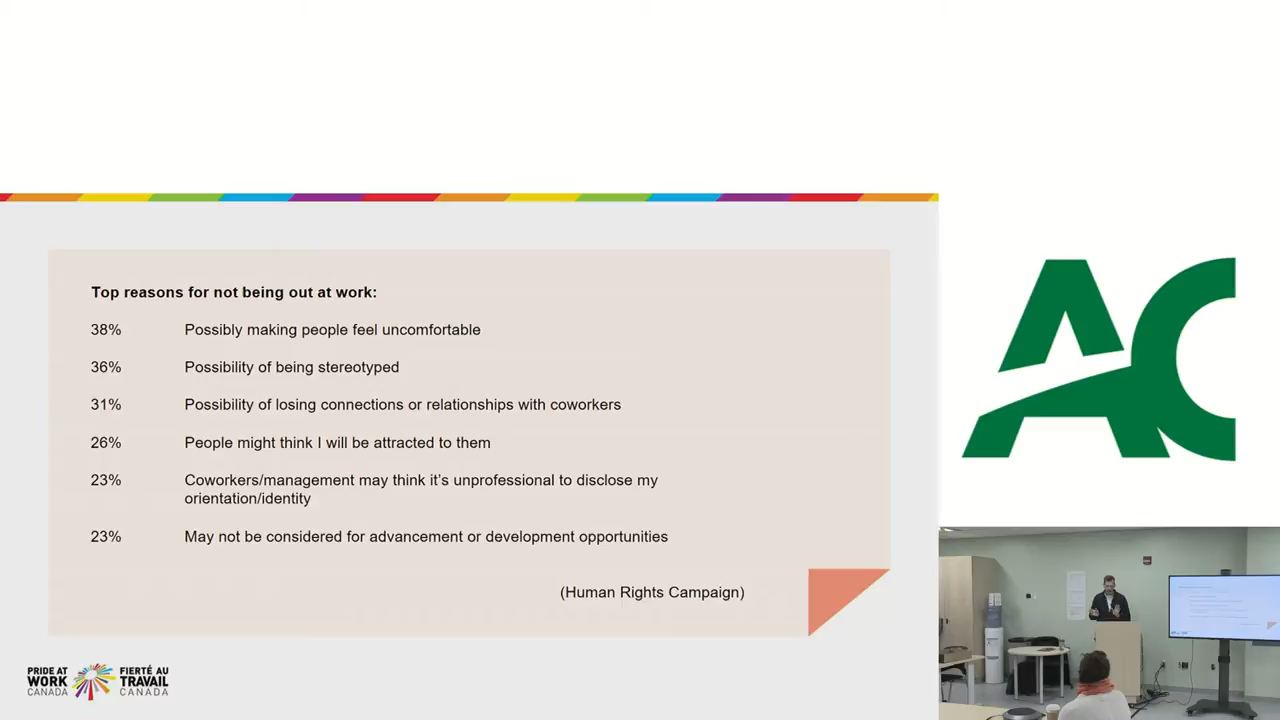 Top reasons for not being out at work:
38% Possibly making people feel uncomfortable
36% Possibility of being stereotyped
31% Possibility of losing connections or relationships with coworkers
26% People might think I will be attracted to them
23% Coworkers/management may think it’s unprofessional to disclose my
orientation/identity
23% May not be considered for advancement or development opportunities
(Human Rights Campaign)
PRIDE AT
WORK
CANADA
FIERTÉ AU
TRAVAIL
CANADA
AC